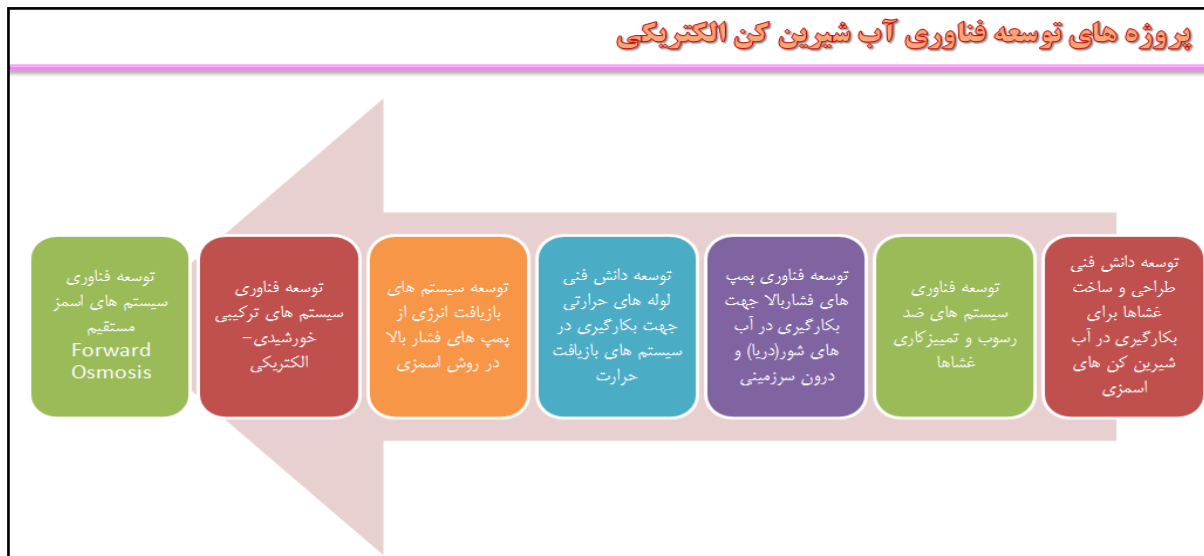 پروژه های توسعه فناوری آب شیرین کن الکتریکی
توسعه دانش فنی
طراحی و ساخت
غشاها برای
بکارگیری در آب
شیرین کن های
اسمزی
توسعه فناوری
سیستم های ضد
رسوب و تمییزکاری
غشاها
توسعه فناوری پمپ
های فشاربالا جهت
بکارگیری در آب
های شور(دریا) و
درون سرزمینی
توسعه دانش فنی
لوله های حرارتی
جهت بکارگیری در
سیستم های بازیافت
حرارت
توسعه سیستم های
بازیافت انرژی از
پمپ های فشار بالا
در روش اسمزی
توسعه فناوری
سیستم های ترکیبی
خورشیدی–
الکتریکی
توسعه فناوری
سیستم های اسمز
مستقیم
Forward
Osmosis